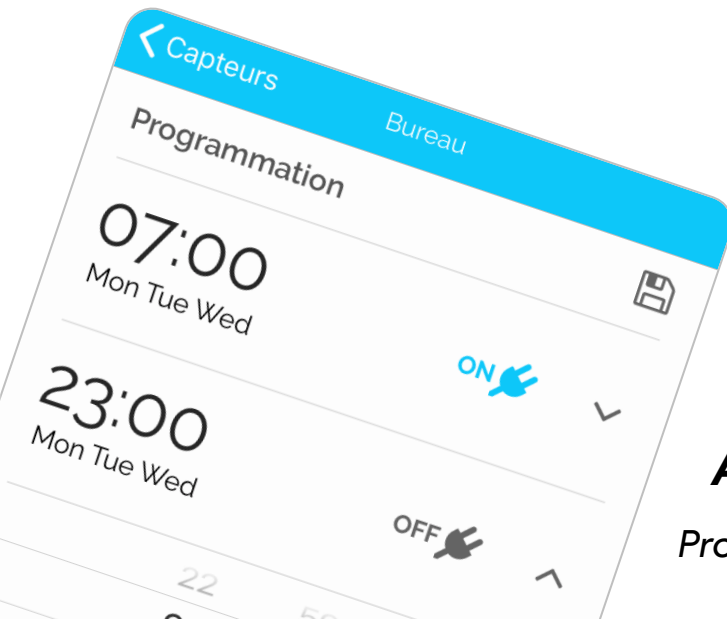 Capteurs
Bureau
Programmation
07:00
Mon Tue Wed
ON
23:00
Mon Tue Wed
OFF
22